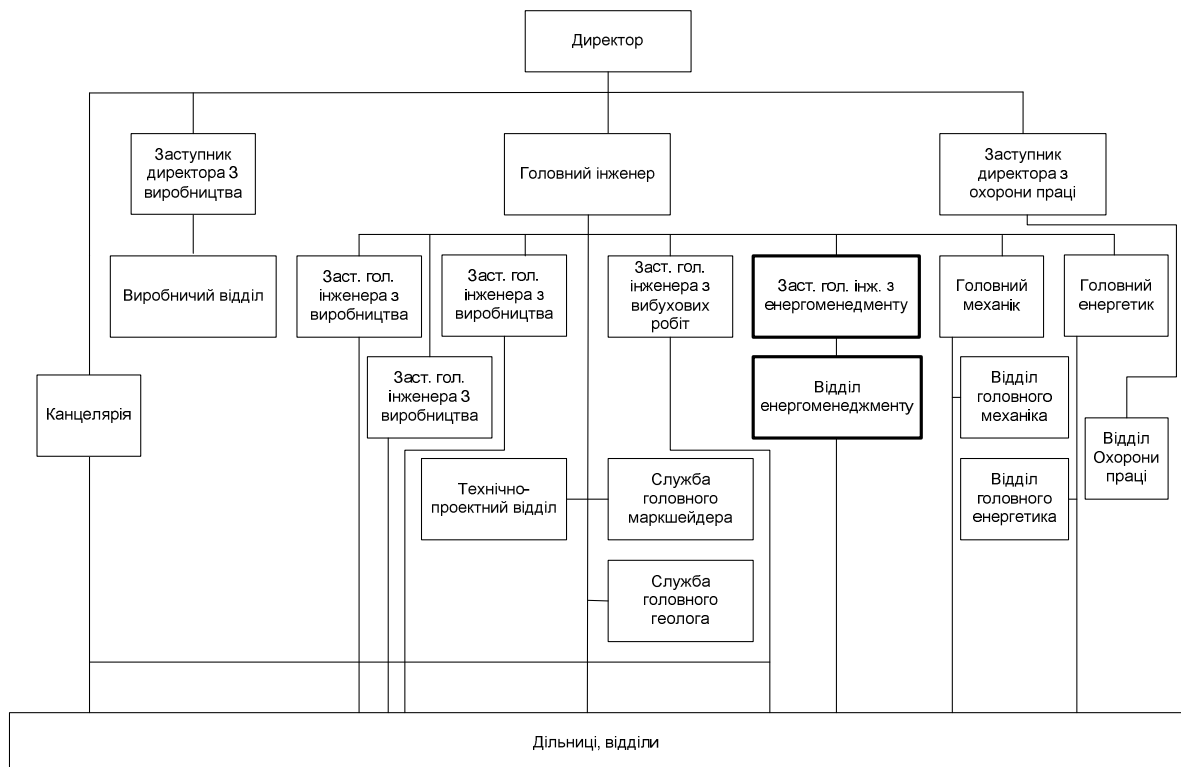 Директор
Заступник
директора З
виробництва
Головний інженер
Заступник
директора з
охорони праці
Виробничий відділ
Заст. гол.
інженера з
виробництва
Заст. гол.
інженера з
виробництва
Заст. гол.
інженера з
вибухових
робіт
Заст. гол. інж. з
енергоменедменту
Головний
механік
Головний
енергетик
Канцелярія
Заст. гол.
інженера З
виробництва
Відділ
енергоменеджменту
Відділ
головного
механіка
Відділ
Охорони
праці
Технічно-
проектний відділ
Служба
головного
маркшейдера
Відділ
головного
енергетика
Служба
головного
геолога
Дільниці, відділи